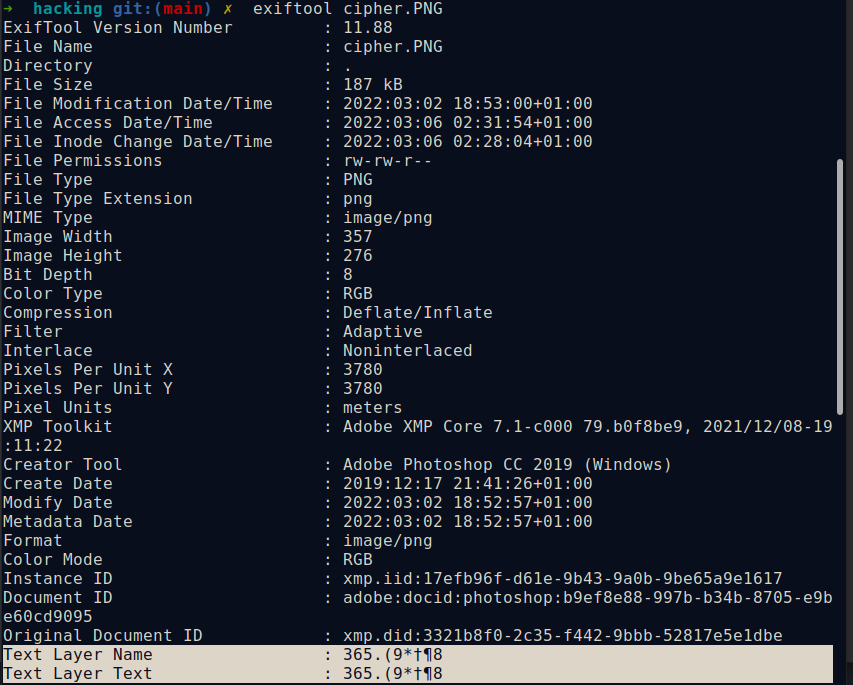 → hacking git:(main) ✗ exiftool cipher.PNG
ExifTool Version Number : 11.88
File Name : cipher.PNG
Directory : .
File Size : 187 kB
File Modification Date/Time : 2022:03:02 18:53:00+01:00
File Access Date/Time : 2022:03:06 02:31:54+01:00
File Inode Change Date/Time : 2022:03:06 02:28:04+01:00
File Permissions : rw-rw-r--
File Type : PNG
File Type Extension : png
MIME Type : image/png
Image Width : 357
Image Height : 276
Bit Depth : 8
Color Type : RGB
Compression : Deflate/Inflate
Filter : Adaptive
Interlace : Noninterlaced
Pixels Per Unit X : 3780
Pixels Per Unit Y : 3780
Pixel Units : meters
XMP Toolkit : Adobe XMP Core 7.1-c000 79.b0f8be9, 2021/12/08-19
:11:22
Creator Tool : Adobe Photoshop CC 2019 (Windows)
Create Date : 2019:12:17 21:41:26+01:00
Modify Date : 2022:03:02 18:52:57+01:00
Metadata Date : 2022:03:02 18:52:57+01:00
Format : image/png
Color Mode : RGB
Instance ID : xmp.iid:17efb96f-d61e-9b43-9a0b-9be65a9e1617
Document ID : adobe:docid:photoshop:b9ef8e88-997b-b34b-8705-e9b
e60cd9095
Original Document ID : xmp.did:3321b8f0-2c35-f442-9bbb-52817e5e1dbe
Text Layer Name : 365.(9*†¶8
Text Layer Text : 365.(9*†¶8